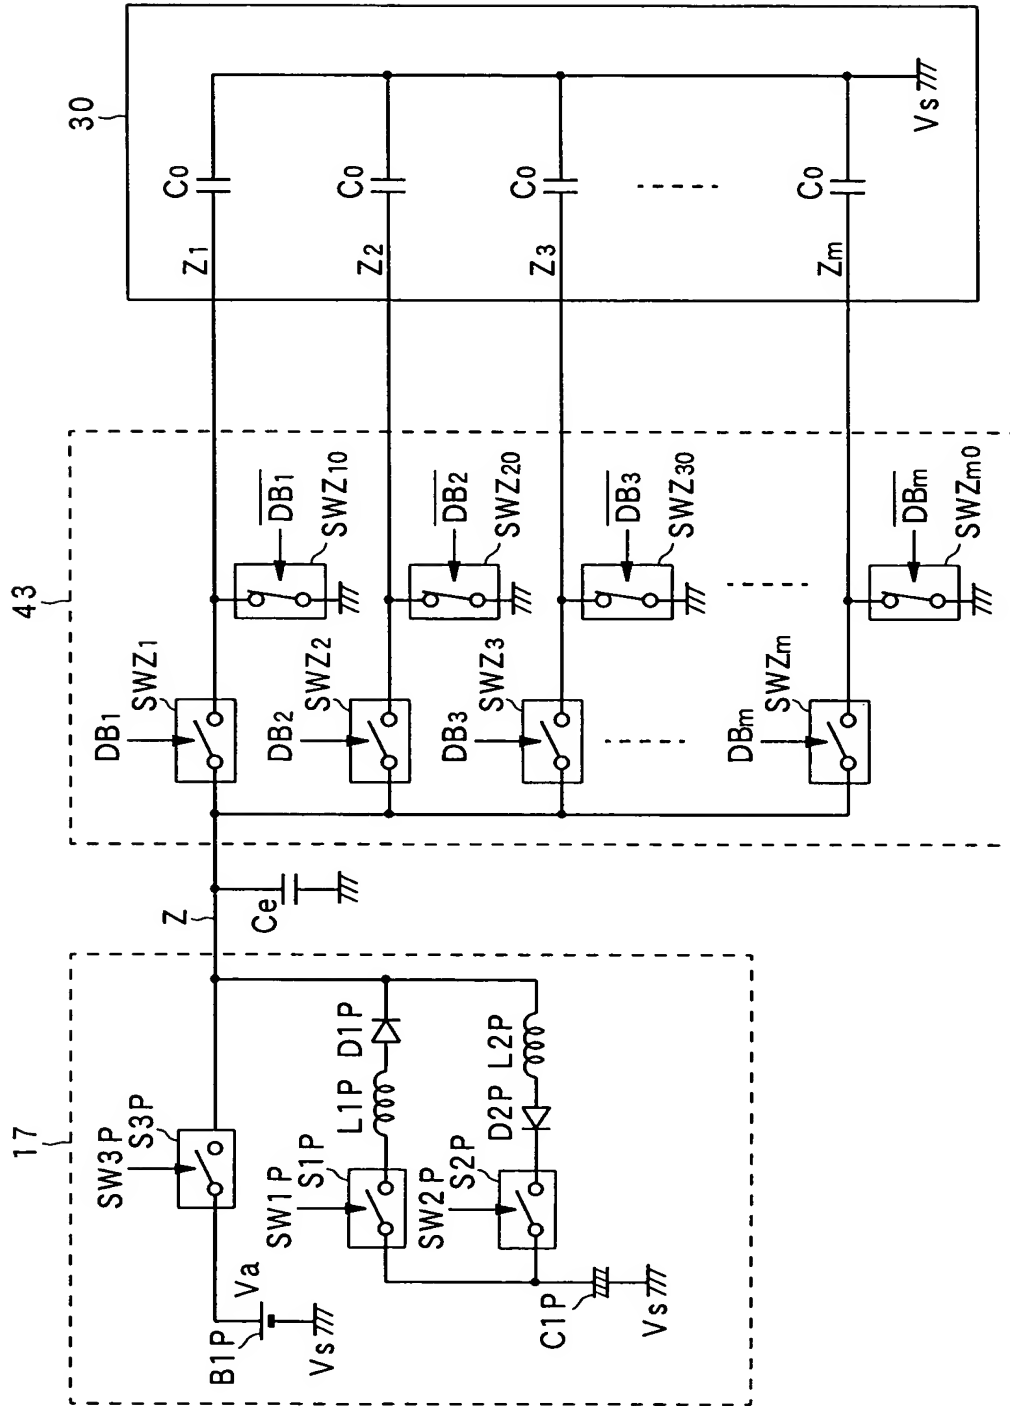 17
43
30
SW3P
S3P
B1P
Va
Vs
SW1P
S1P
L1P
D1P
SW2P
S2P
D2P
L2P
C1P
Vs
Z
Ce
DB1
SWZ1
DB1
SWZ10
Z1
C0
DB2
SWZ2
DB2
SWZ20
Z2
C0
DB3
SWZ3
DB3
SWZ30
Z3
C0
DBm
SWZm
DBm
SWZm0
Zm
C0
Vs